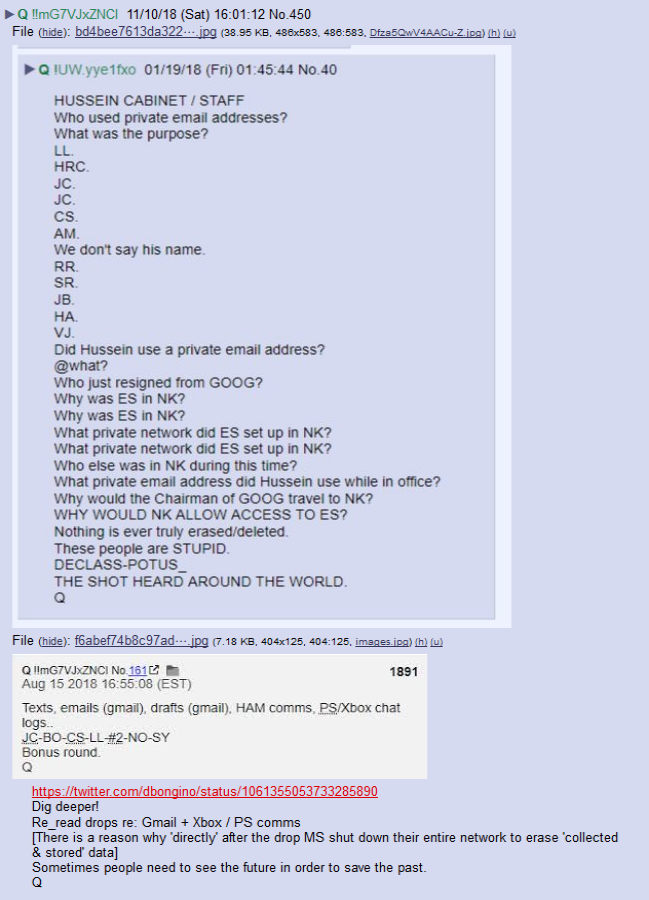 ▶ Q !!mG7VJxZNCI 11/10/18 (Sat) 16:01:12 No.450
File (hide): bd4bee7613da322···.jpg (38.95 KB, 486x583, 486:583, Dfza5QwV4AACu-Z.jpg) (h) (u)
▶ Q !UW.yye1fxo 01/19/18 (Fri) 01:45:44 No.40
HUSSEIN CABINET / STAFF
Who used private email addresses?
What was the purpose?
LL.
HRC.
JC.
JC.
CS.
AM.
We don't say his name.
RR.
SR.
JB.
HA.
VJ.
Did Hussein use a private email address?
@what?
Who just resigned from GOOG?
Why was ES in NK?
Why was ES in NK?
What private network did ES set up in NK?
What private network did ES set up in NK?
Who else was in NK during this time?
What private email address did Hussein use while in office?
Why would the Chairman of GOOG travel to NK?
WHY WOULD NK ALLOW ACCESS TO ES?
Nothing is ever truly erased/deleted.
These people are STUPID.
DECLASS-POTUS_
THE SHOT HEARD AROUND THE WORLD.
Q
File (hide): f6abef74b8c97ad···.jpg (7.18 KB, 404x125, 404:125, images.jpg) (h) (u)
Q !!mG7VJxZNCI No.161
1891
Aug 15 2018 16:55:08 (EST)
Texts, emails (gmail), drafts (gmail), HAM comms, PS/Xbox chat
logs..
JC-BO-CS-LL-#2-NO-SY
Bonus round.
Q
https://twitter.com/dbongino/status/1061355053733285890
Dig deeper!
Re_read drops re: Gmail + Xbox / PS comms
[There is a reason why 'directly' after the drop MS shut down their entire network to erase 'collected
& stored' data]
Sometimes people need to see the future in order to save the past.
Q